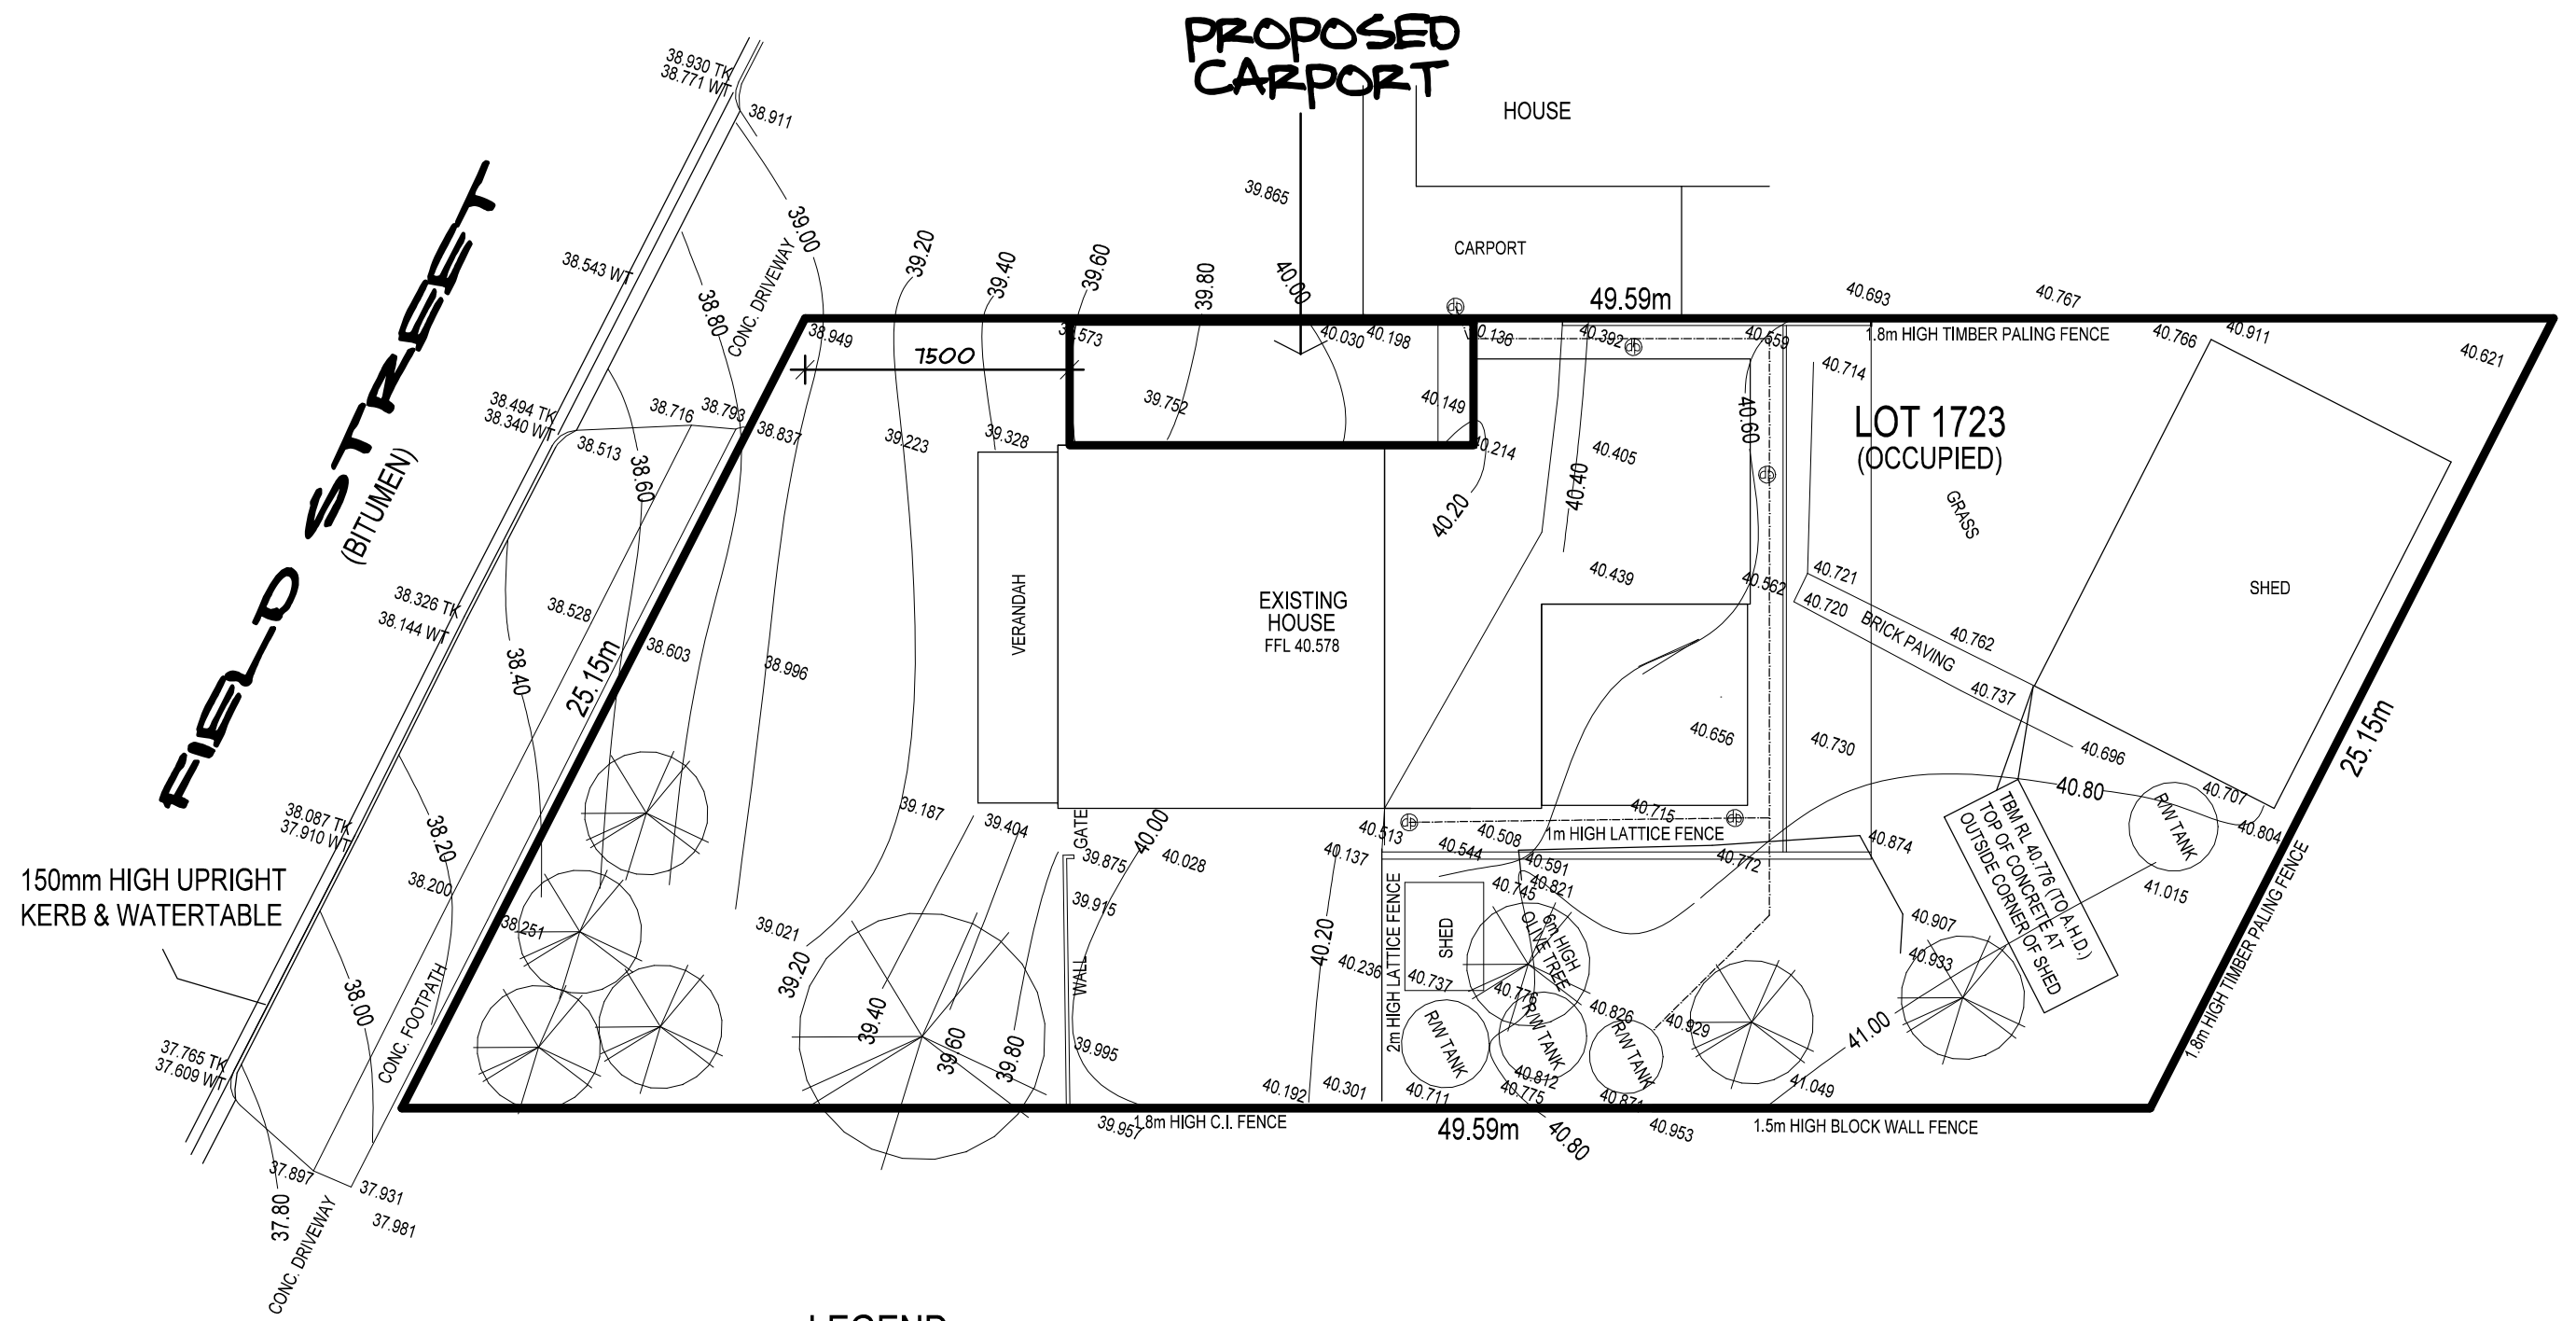 PROPOSED
CARPORT
HOUSE
CARPORT
38.930 TK
38.771 WT
38.911
39.865
39.00
39.20
39.40
39.60
39.80
40.00
38.543 WT
38.80
CONC. DRIVEWAY
49.59m
40.693
40.767
FIELD STREET
(BITUMEN)
38.949
7500
40.030
40.198
40.136
40.392
40.559
1.8m HIGH TIMBER PALING FENCE
40.766
40.911
40.621
40.714
39.752
40.149
38.494 TK
38.340 WT
38.716
38.793
38.837
38.513
39.223
39.328
40.214
40.405
40.60
LOT 1723
(OCCUPIED)
GRASS
38.60
40.20
40.40
38.326 TK
38.144 WT
38.528
38.603
38.996
25.15m
38.40
VERANDAH
EXISTING
HOUSE
FFL 40.578
40.439
40.562
40.721
40.720
BRICK PAVING
40.762
40.737
SHED
40.656
40.730
40.696
25.15m
38.087 TK
37.910 WT
38.20
39.187
39.404
GATE
40.00
39.875
40.028
40.137
40.513
40.544
40.508
40.715
1m HIGH LATTICE FENCE
40.591
40.772
40.874
40.80
40.707
40.804
R/W TANK
41.015
TBM RL 40.776 (TO A.H.D.)
TOP OF CONCRETE AT
OUTSIDE CORNER OF SHED
1.8m HIGH TIMBER PALING FENCE
150mm HIGH UPRIGHT
KERB & WATERTABLE
38.200
38.251
39.021
39.20
39.40
39.60
39.80
39.915
WALL
39.995
40.20
40.236
2m HIGH LATTICE FENCE
SHED
40.745
40.821
6m HIGH
OLIVE TREE
40.737
40.776
40.826
40.929
40.907
40.933
41.00
38.00
CONC. FOOTPATH
37.765 TK
37.609 WT
R/W TANK
R/W TANK
R/W TANK
40.192
40.301
40.711
40.812
40.775
41.049
39.957
1.8m HIGH C.I. FENCE
49.59m
40.80
40.953
1.5m HIGH BLOCK WALL FENCE
37.897
37.80
37.931
37.981
CONC. DRIVEWAY
LEGEND